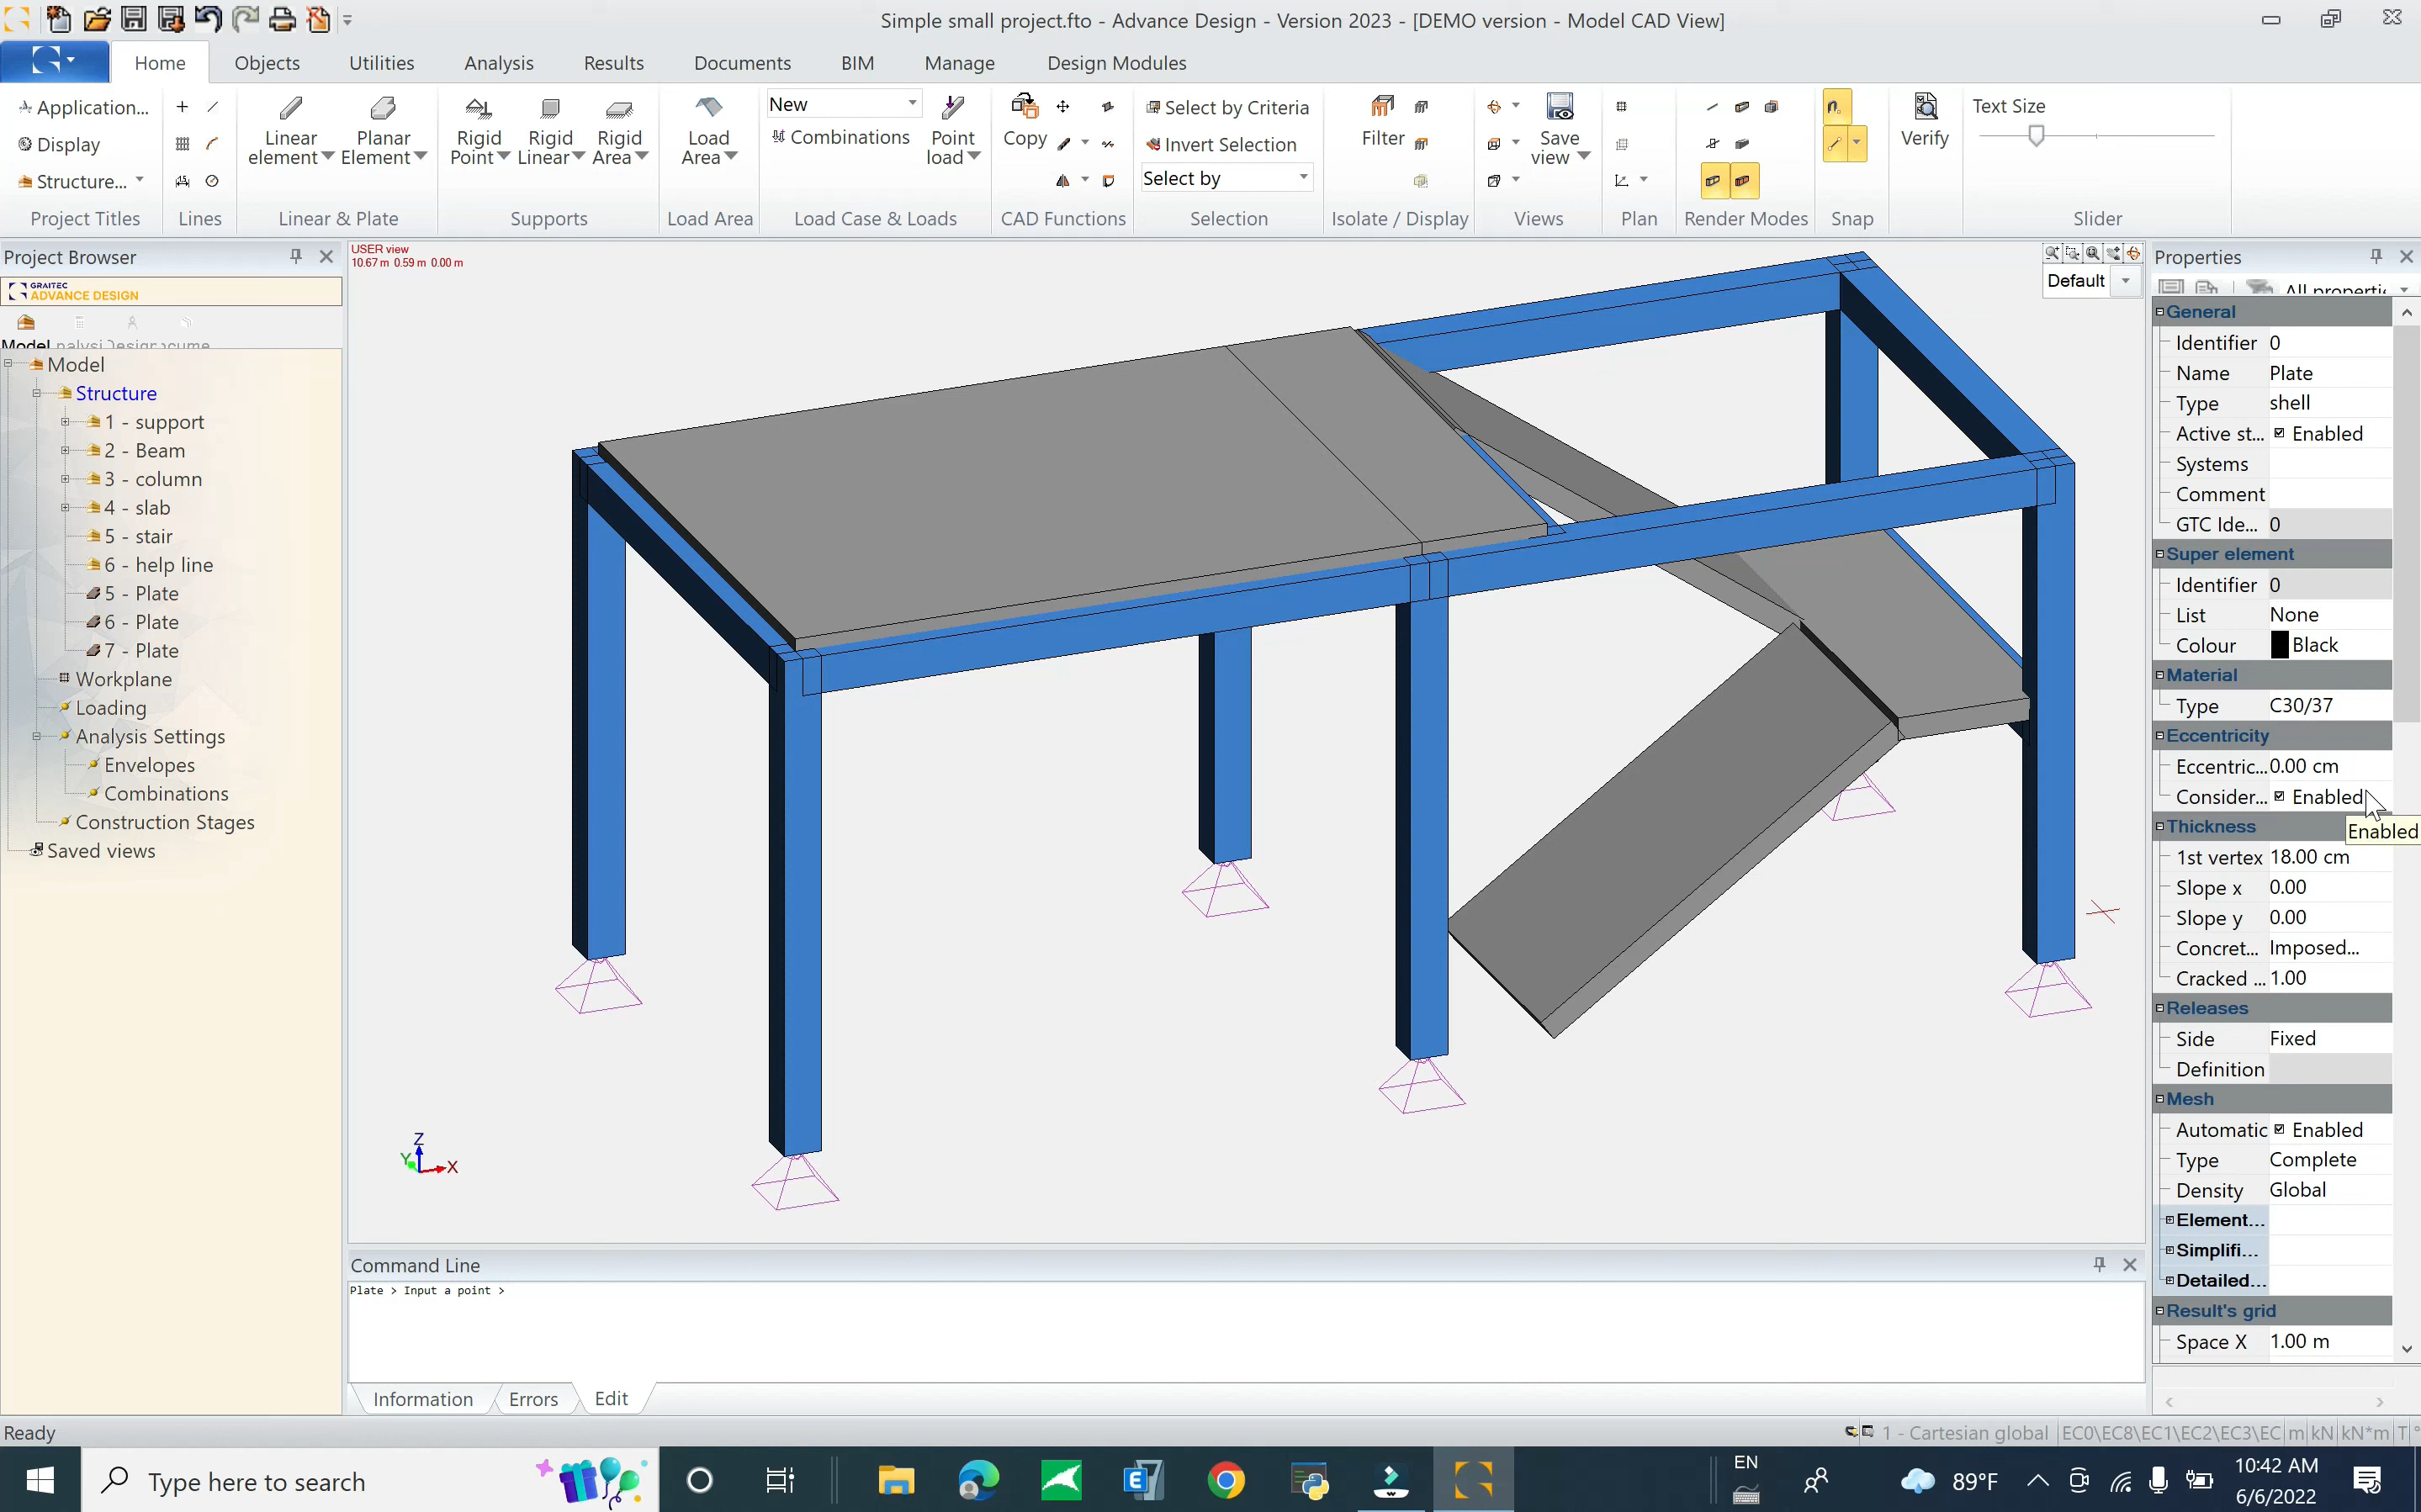 Simple small project.fto - Advance Design - Version 2023 - [DEMO version - Model CAD View]
Home Objects Utilities Analysis Results Documents BIM Manage Design Modules
Application...
Display
Structure...
Project Titles
Lines
Linear element
Planar Element
Linear & Plate
Rigid Point
Rigid Linear
Rigid Area
Supports
Load Area
Load Area
New
Combinations
Point load
Load Case & Loads
Copy
CAD Functions
Select by Criteria
Invert Selection
Select by
Selection
Filter
Isolate / Display
Save view
Views
Plan
Render Modes
Snap
Verify
Text Size
Slider
Project Browser
GRAITEC
ADVANCE DESIGN
Model
Model
Structure
1 - support
2 - Beam
3 - column
4 - slab
5 - stair
6 - help line
5 - Plate
6 - Plate
7 - Plate
Workplane
Loading
Analysis Settings
Envelopes
Combinations
Construction Stages
Saved views
USER view
10.67 m 0.59 m 0.00 m
Default
Z
Y
X
Command Line
Plate > Input a point >
Information Errors Edit
Properties
General
Identifier 0
Name Plate
Type shell
Active st... Enabled
Systems
Comment
GTC Ide... 0
Super element
Identifier 0
List None
Colour Black
Material
Type C30/37
Eccentricity
Eccentric... 0.00 cm
Consider... Enabled
Thickness
Enabled
1st vertex 18.00 cm
Slope x 0.00
Slope y 0.00
Concret... Imposed...
Cracked ... 1.00
Releases
Side Fixed
Definition
Mesh
Automatic Enabled
Type Complete
Density Global
Element...
Simplifi...
Detailed...
Result's grid
Space X 1.00 m
Ready
1 - Cartesian global EC0\EC8\EC1\EC2\EC3\EC m kN kN*m T °
Type here to search
EN
89°F
10:42 AM
6/6/2022